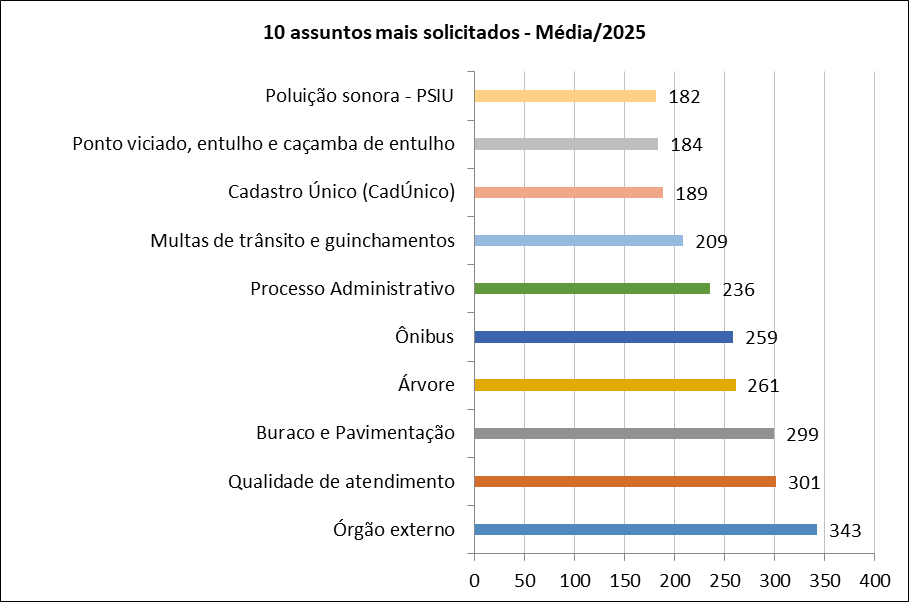 10 assuntos mais solicitados - Média/2025
Poluição sonora - PSIU 182
Ponto viciado, entulho e caçamba de entulho 184
Cadastro Único (CadÚnico) 189
Multas de trânsito e guinchamentos 209
Processo Administrativo 236
Ônibus 259
Árvore 261
Buraco e Pavimentação 299
Qualidade de atendimento 301
Órgão externo 343
0 50 100 150 200 250 300 350 400